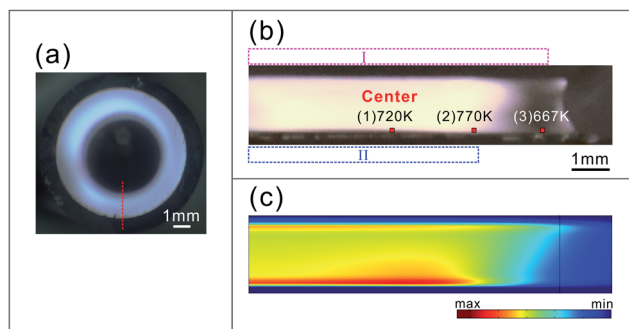 (a)
1mm
(b)
I
Center
(1)720K
(2)770K
(3)667K
II
1mm
(c)
max
min